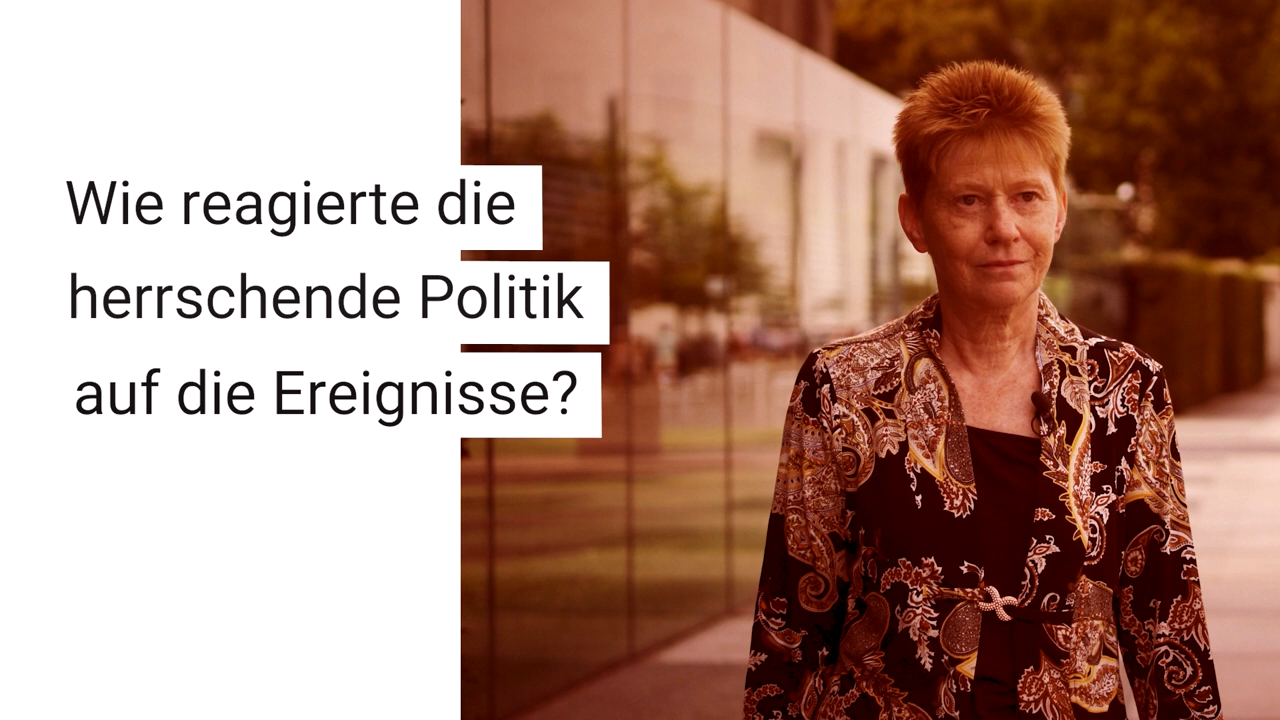 Wie reagierte die
herrschende Politik
auf die Ereignisse?